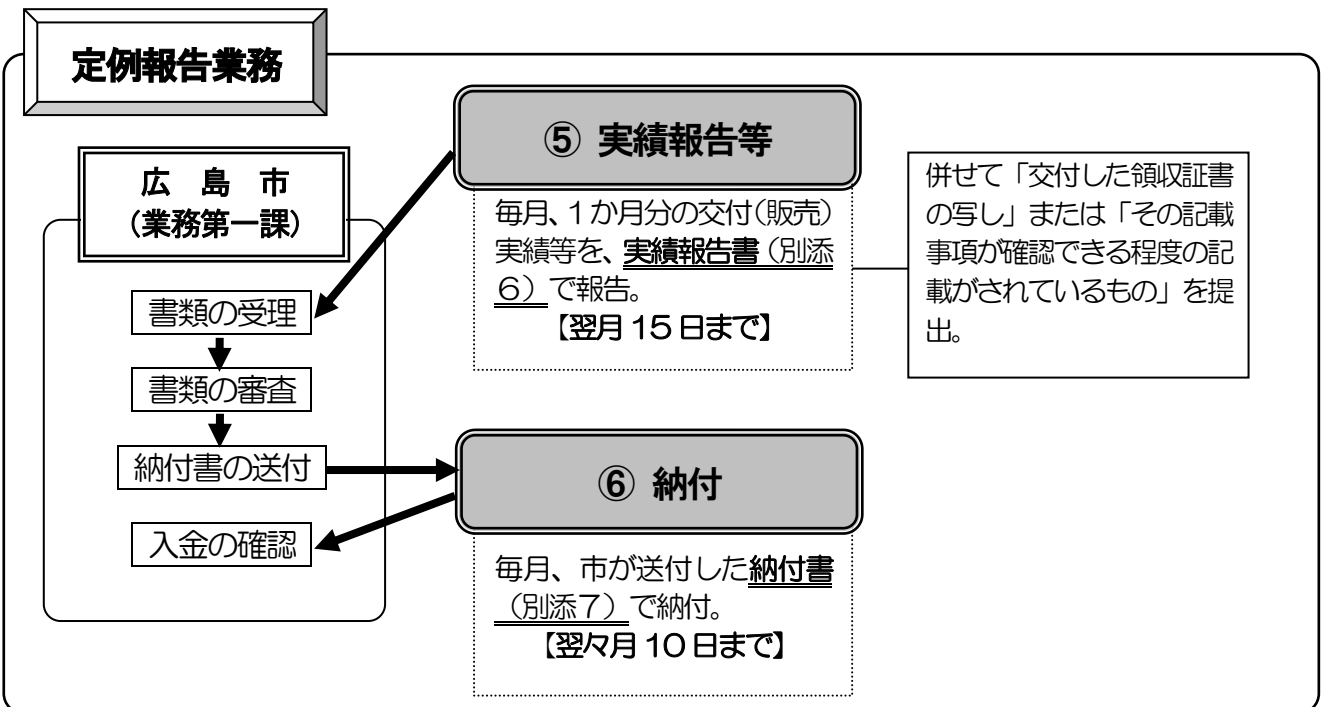 定例報告業務
広　島　市
（業務第一課）
書類の受理
書類の審査
納付書の送付
入金の確認
⑤ 実績報告等
毎月、１か月分の交付（販売）
実績等を、実績報告書（別添
６）で報告。
【翌月15日まで】
併せて「交付した領収証書
の写し」または「その記載
事項が確認できる程度の記
載がされているもの」を提
出。
⑥ 納付
毎月、市が送付した納付書
（別添７）で納付。
【翌々月10日まで】